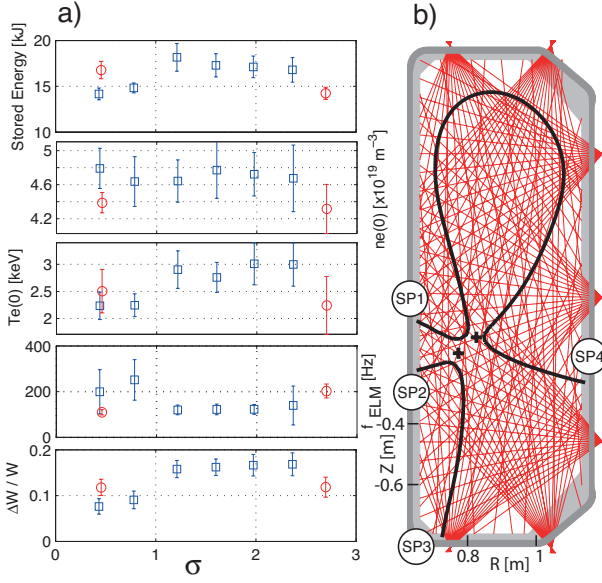 a)
b)
Stored Energy [kJ]
20
15
10
ne(0) [x10^19 m^-3]
5
4.6
4.2
Te(0) [keV]
3
2.5
2
f_ELM [Hz]
400
200
0
ΔW / W
0.2
0.1
0
0
1
2
3
σ
SP1
SP2
SP3
SP4
Z [m]
-0.4
-0.6
0.8
1
R [m]